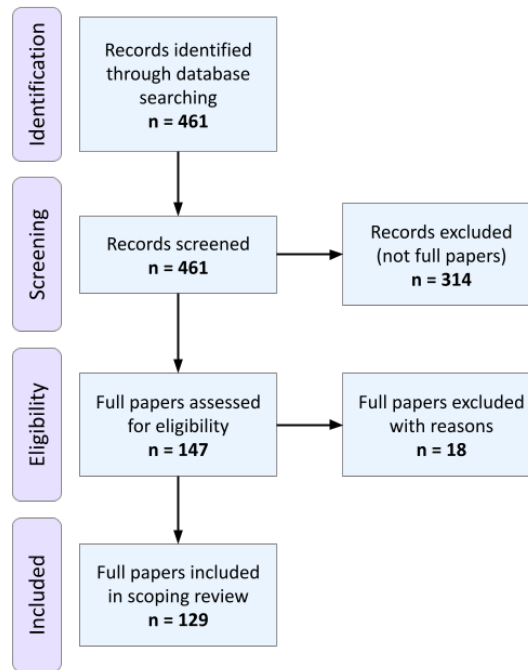 Identification
Records identified
through database
searching
n = 461
Screening
Records screened
n = 461
Records excluded
(not full papers)
n = 314
Eligibility
Full papers assessed
for eligibility
n = 147
Full papers excluded
with reasons
n = 18
Included
Full papers included
in scoping review
n = 129